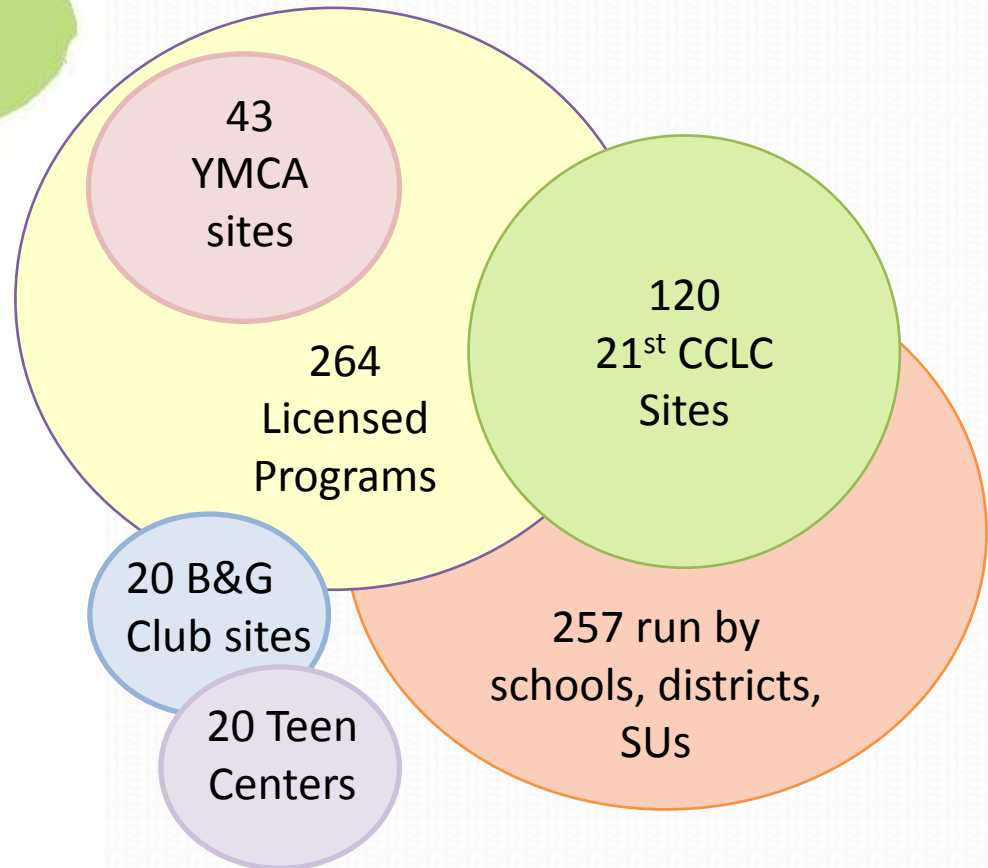 43
YMCA
sites
120
21st CCLC
Sites
264
Licensed
Programs
20 B&G
Club sites
257 run by
schools, districts,
SUs
20 Teen
Centers